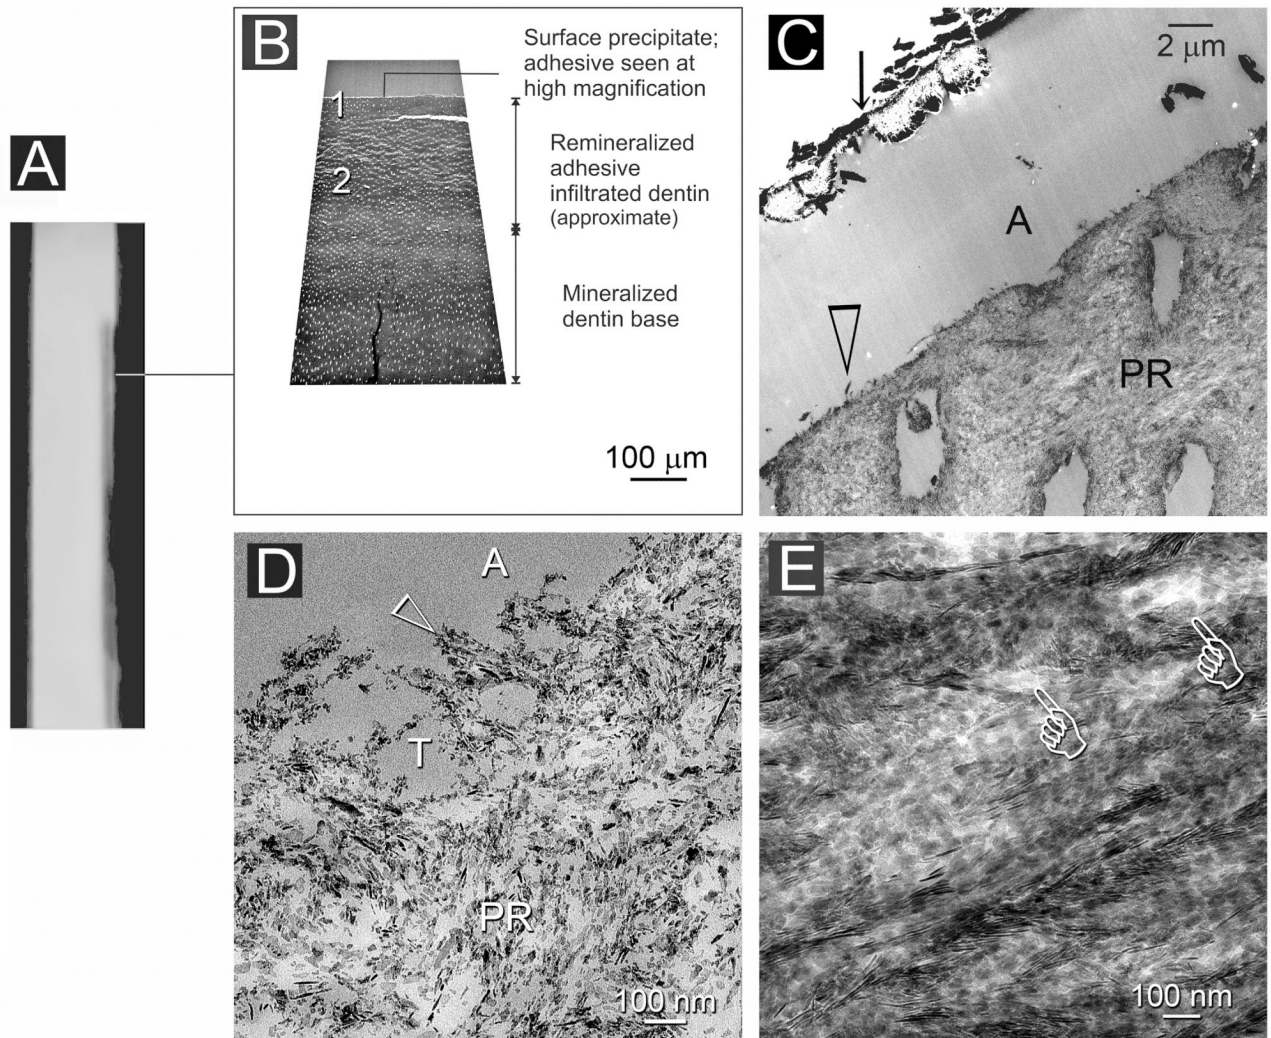 A
B
Surface precipitate;
adhesive seen at
high magnification
1
2
Remineralized
adhesive
infiltrated dentin
(approximate)
Mineralized
dentin base
100 μm
C
2 μm
A
PR
D
A
T
PR
100 nm
E
100 nm